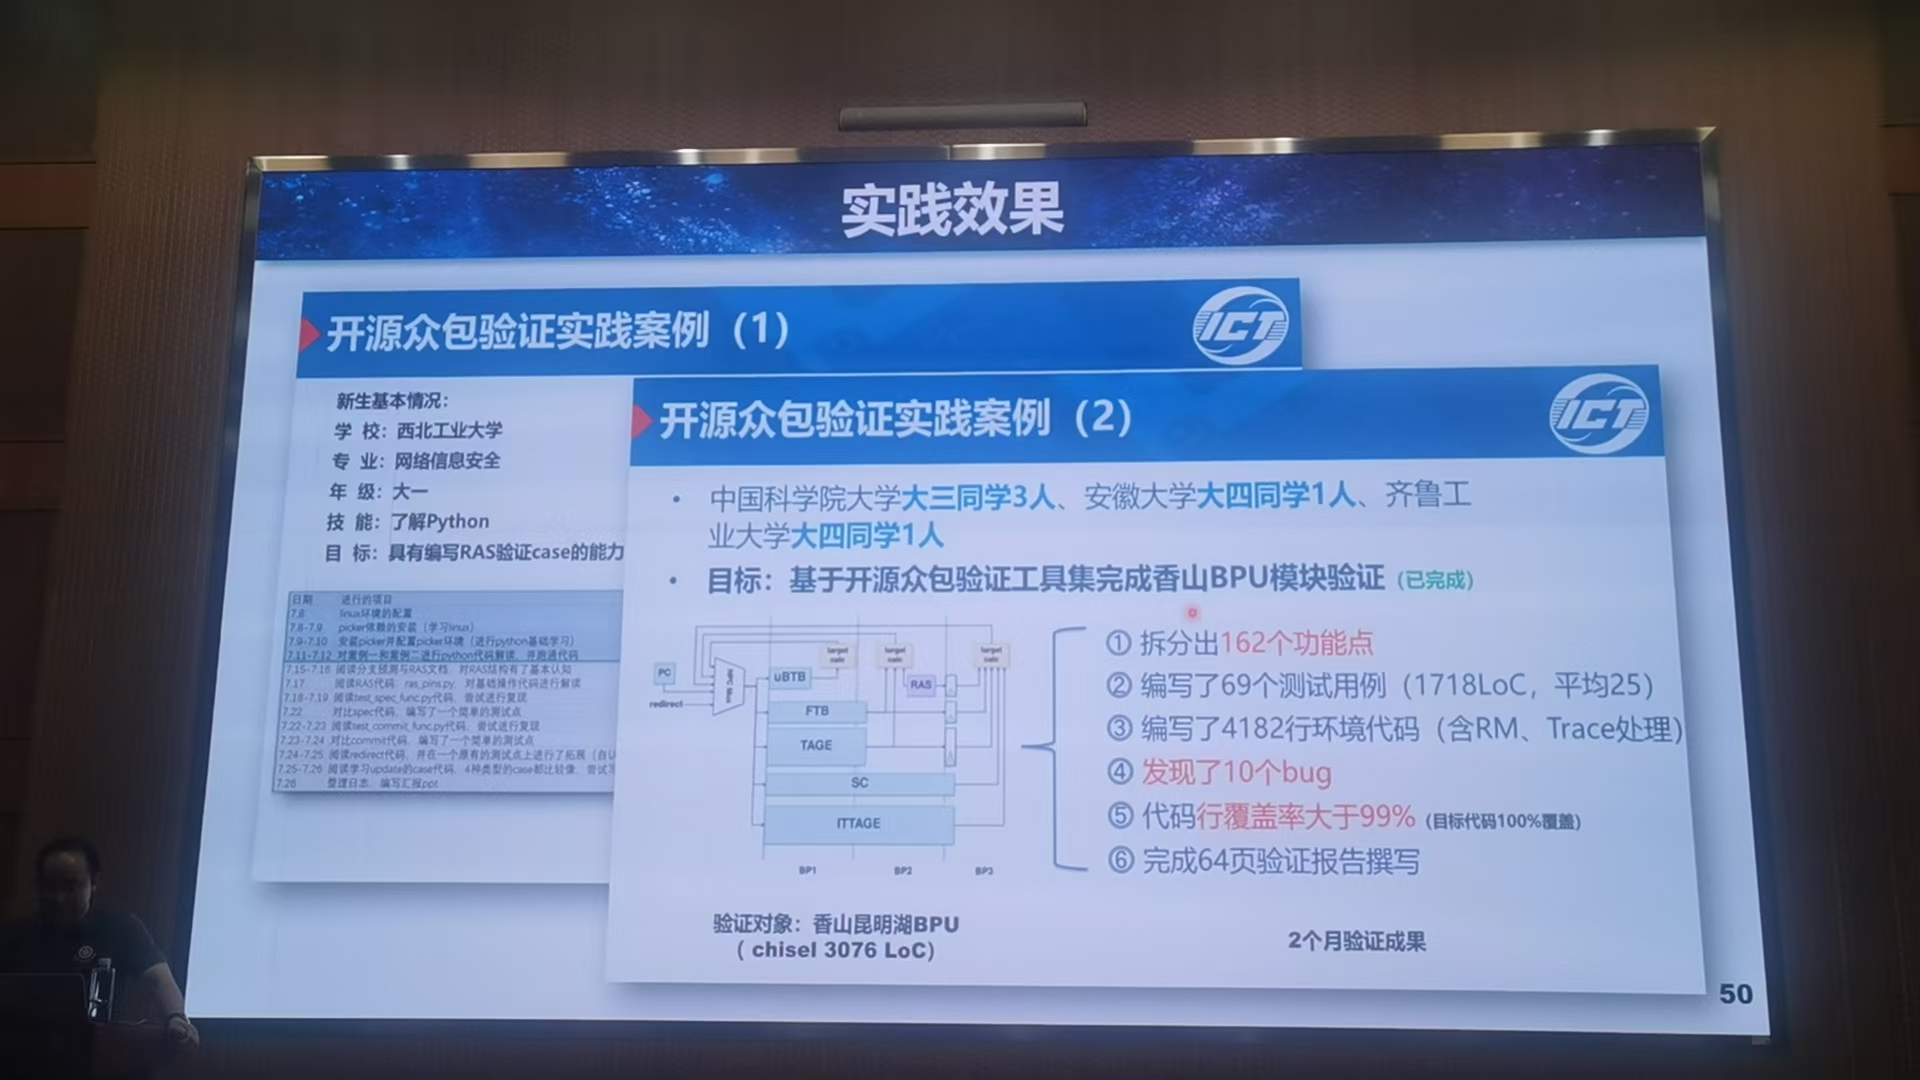 实践效果
开源众包验证实践案例（1）
ICT
新生基本情况：
学 校：西北工业大学
专 业：网络信息安全
年 级：大一
技 能：了解Python
目 标：具有编写RAS验证case的能力
日期 进行的项目
7.8 linux环境的配置
7.8-7.9 picker依赖的安装（学习linux）
7.9-7.10 安装picker并配置picker环境（进行python基础学习）
7.11-7.12 对案例一和案例二进行python代码解读，并跑通代码
7.15-7.16 阅读分支预测与RAS文档，对RAS结构有了基本认知
7.17 阅读RAS代码：ras_pins.py，对基础操作代码进行解读
7.18-7.19 阅读test_spec_func.py代码，尝试进行复现
7.22 对比spec代码，编写了一个简单的测试点
7.22-7.23 阅读test_commit_func.py代码，尝试进行复现
7.23-7.24 对比commit代码，编写了一个简单的测试点
7.24-7.25 阅读redirect代码，并在一个原有的测试点上进行了拓展（自认
7.25-7.26 阅读学习update的case代码，4种类型的case都比较像，尝试写
7.26 整理日志，编写汇报ppt
开源众包验证实践案例（2）
ICT
• 中国科学院大学大三同学3人、安徽大学大四同学1人、齐鲁工
业大学大四同学1人
• 目标：基于开源众包验证工具集完成香山BPU模块验证（已完成）
PC
redirect
uBTB
target calc
target calc
target calc
RAS
FTB
TAGE
SC
ITTAGE
BP1 BP2 BP3
① 拆分出162个功能点
② 编写了69个测试用例（1718LoC，平均25）
③ 编写了4182行环境代码（含RM、Trace处理）
④ 发现了10个bug
⑤ 代码行覆盖率大于99%（目标代码100%覆盖）
⑥ 完成64页验证报告撰写
验证对象：香山昆明湖BPU
（ chisel 3076 LoC）
2个月验证成果
50